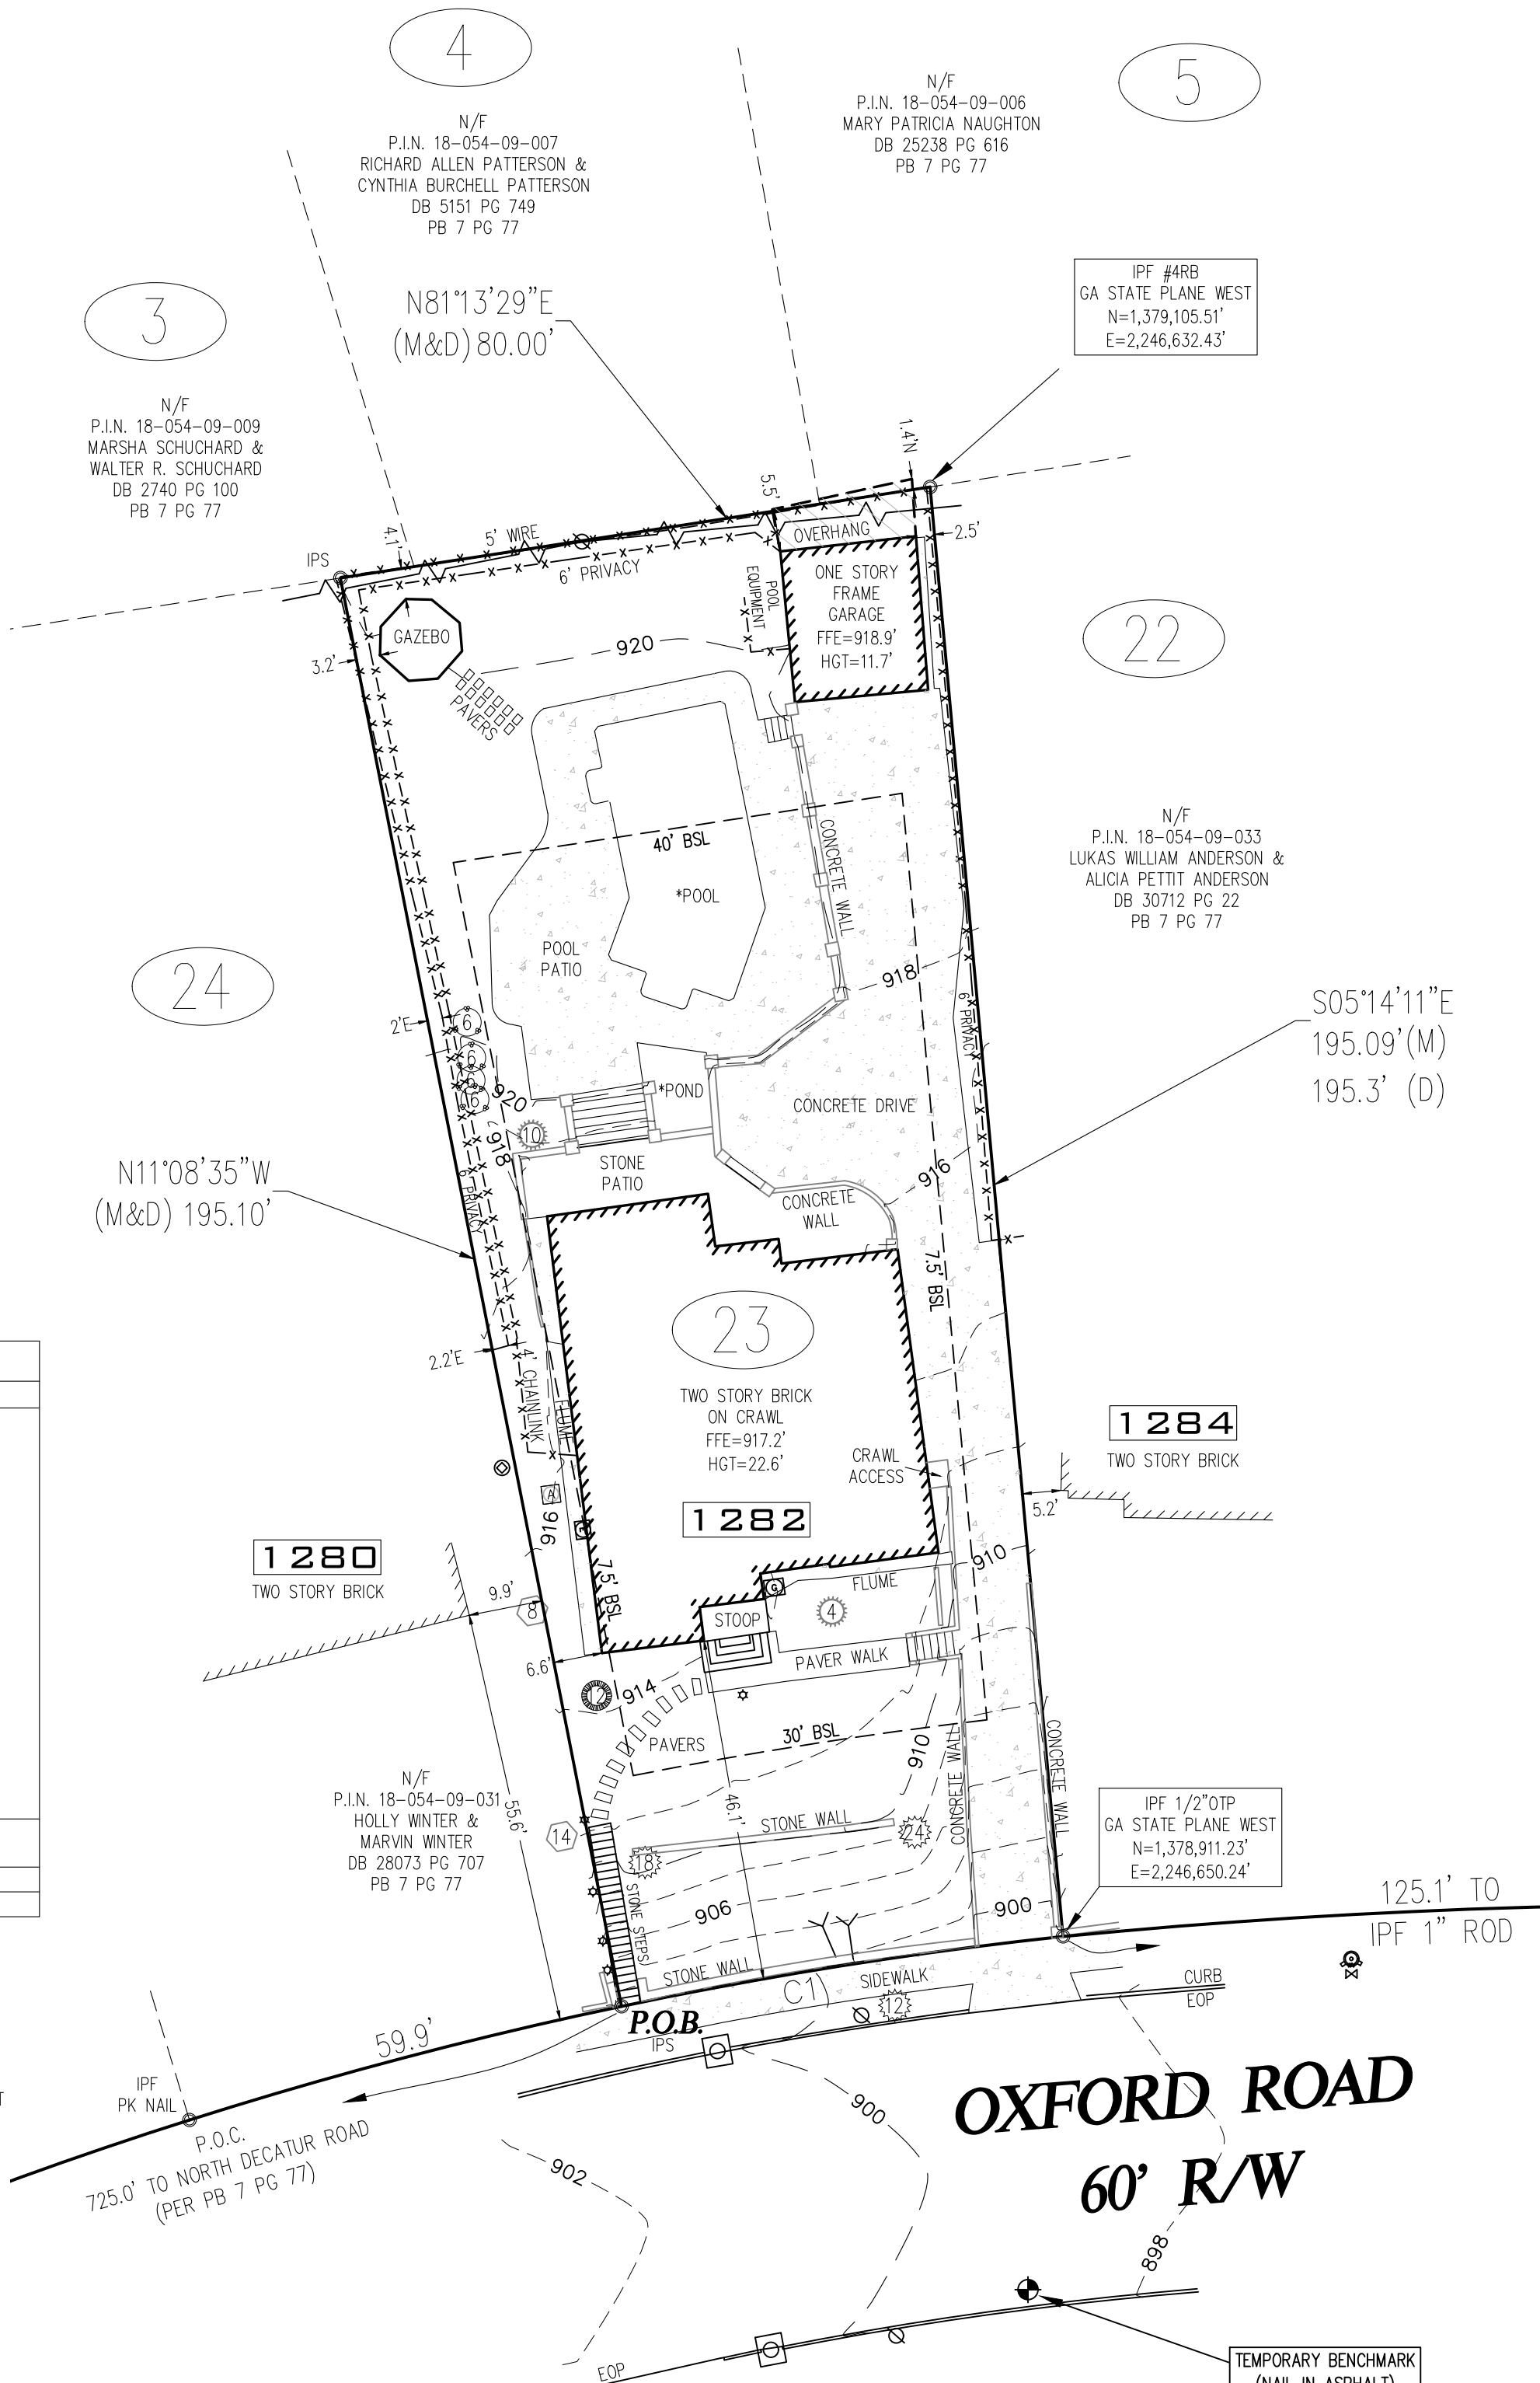 4
5
N/F
P.I.N. 18-054-09-006
MARY PATRICIA NAUGHTON
DB 25238 PG 616
PB 7 PG 77
N/F
P.I.N. 18-054-09-007
RICHARD ALLEN PATTERSON &
CYNTHIA BURCHELL PATTERSON
DB 5151 PG 749
PB 7 PG 77
IPF #4RB
GA STATE PLANE WEST
N=1,379,105.51'
E=2,246,632.43'
3
N81°13'29"E
(M&D) 80.00'
N/F
P.I.N. 18-054-09-009
MARSHA SCHUCHARD &
WALTER R. SCHUCHARD
DB 2740 PG 100
PB 7 PG 77
1.4'N
5.5'
4.1'
5' WIRE
OVERHANG
2.5'
IPS
6' PRIVACY
POOL
EQUIPMENT
ONE STORY
FRAME
GARAGE
FFE=918.9'
HGT=11.7'
GAZEBO
920
22
3.2'
PAVERS
40' BSL
CONCRETE WALL
N/F
P.I.N. 18-054-09-033
LUKAS WILLIAM ANDERSON &
ALICIA PETTIT ANDERSON
DB 30712 PG 22
PB 7 PG 77
*POOL
POOL
PATIO
24
918
6' PRIVACY
S05°14'11"E
195.09'(M)
195.3' (D)
2'E
6
6
6
16
920
*POND
CONCRETE DRIVE
10
918
STONE
PATIO
916
N11°08'35"W
(M&D) 195.10'
6' PRIVACY
CONCRETE
WALL
7.5' BSL
23
2.2'E
4' CHAINLINK
FLUME
TWO STORY BRICK
ON CRAWL
FFE=917.2'
HGT=22.6'
CRAWL
ACCESS
1284
TWO STORY BRICK
A
916
1282
5.2'
1280
TWO STORY BRICK
7.5' BSL
910
G
FLUME
9.9'
8
STOOP
4
6.6'
PAVER WALK
12
914
PAVERS
30' BSL
910
CONCRETE WALL
CONCRETE WALL
N/F
P.I.N. 18-054-09-031
HOLLY WINTER &
MARVIN WINTER
DB 28073 PG 707
PB 7 PG 77
55.6'
46.1'
IPF 1/2"OTP
GA STATE PLANE WEST
N=1,378,911.23'
E=2,246,650.24'
14
STONE WALL
24
18
STONE STEPS
906
900
125.1' TO
IPF 1" ROD
STONE WALL
C1)
SIDEWALK
12
CURB
EOP
P.O.B.
IPS
59.9'
IPF
PK NAIL
P.O.C.
725.0' TO NORTH DECATUR ROAD
(PER PB 7 PG 77)
T
OXFORD ROAD
60' R/W
900
902
898
EOP
TEMPORARY BENCHMARK
(NAIL IN ASPHALT)